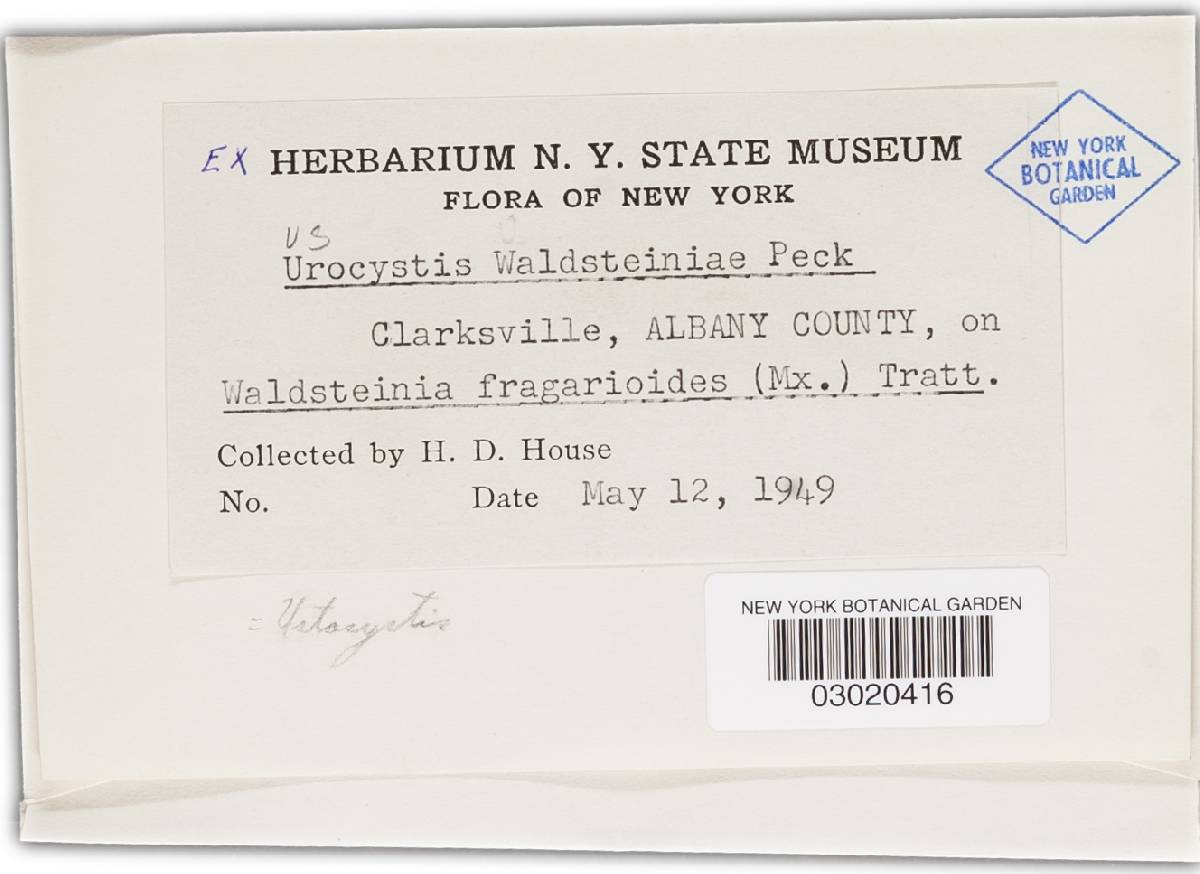 EX HERBARIUM N. Y. STATE MUSEUM
FLORA OF NEW YORK
US
Urocystis Waldsteiniae Peck
Clarksville, ALBANY COUNTY, on
Waldsteinia fragarioides (Mx.) Tratt.
Collected by H. D. House
No. Date May 12, 1949
NEW YORK
BOTANICAL
GARDEN
= Ustocystis
NEW YORK BOTANICAL GARDEN
03020416